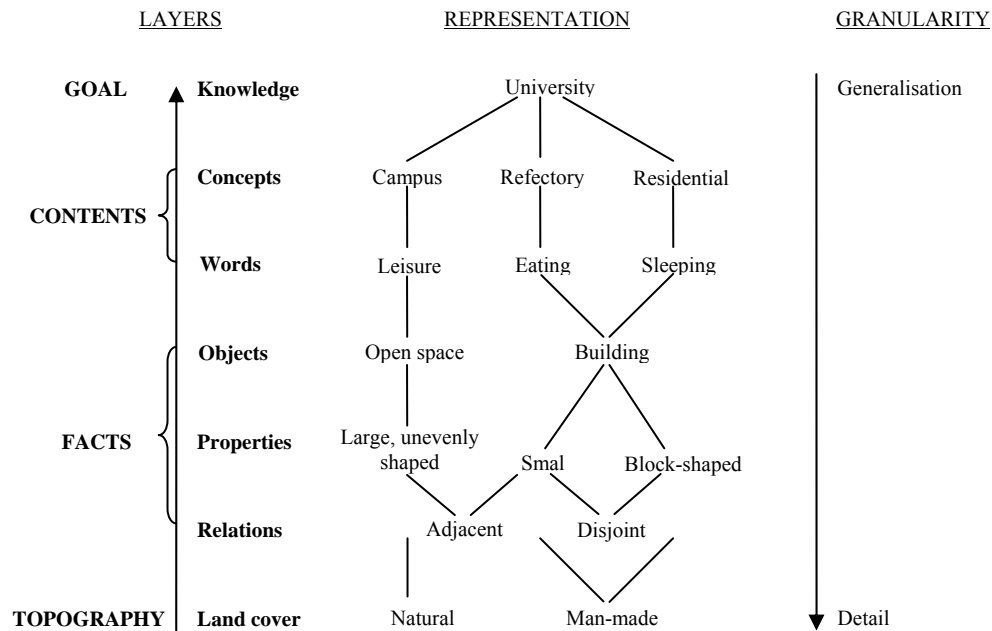 LAYERS REPRESENTATION GRANULARITY
GOAL Knowledge University Generalisation
Concepts Campus Refectory Residential
CONTENTS
Words Leisure Eating Sleeping
Objects Open space Building
Large, unevenly
FACTS Properties shaped Smal Block-shaped
Relations Adjacent Disjoint
TOPOGRAPHY Land cover Natural Man-made Detail